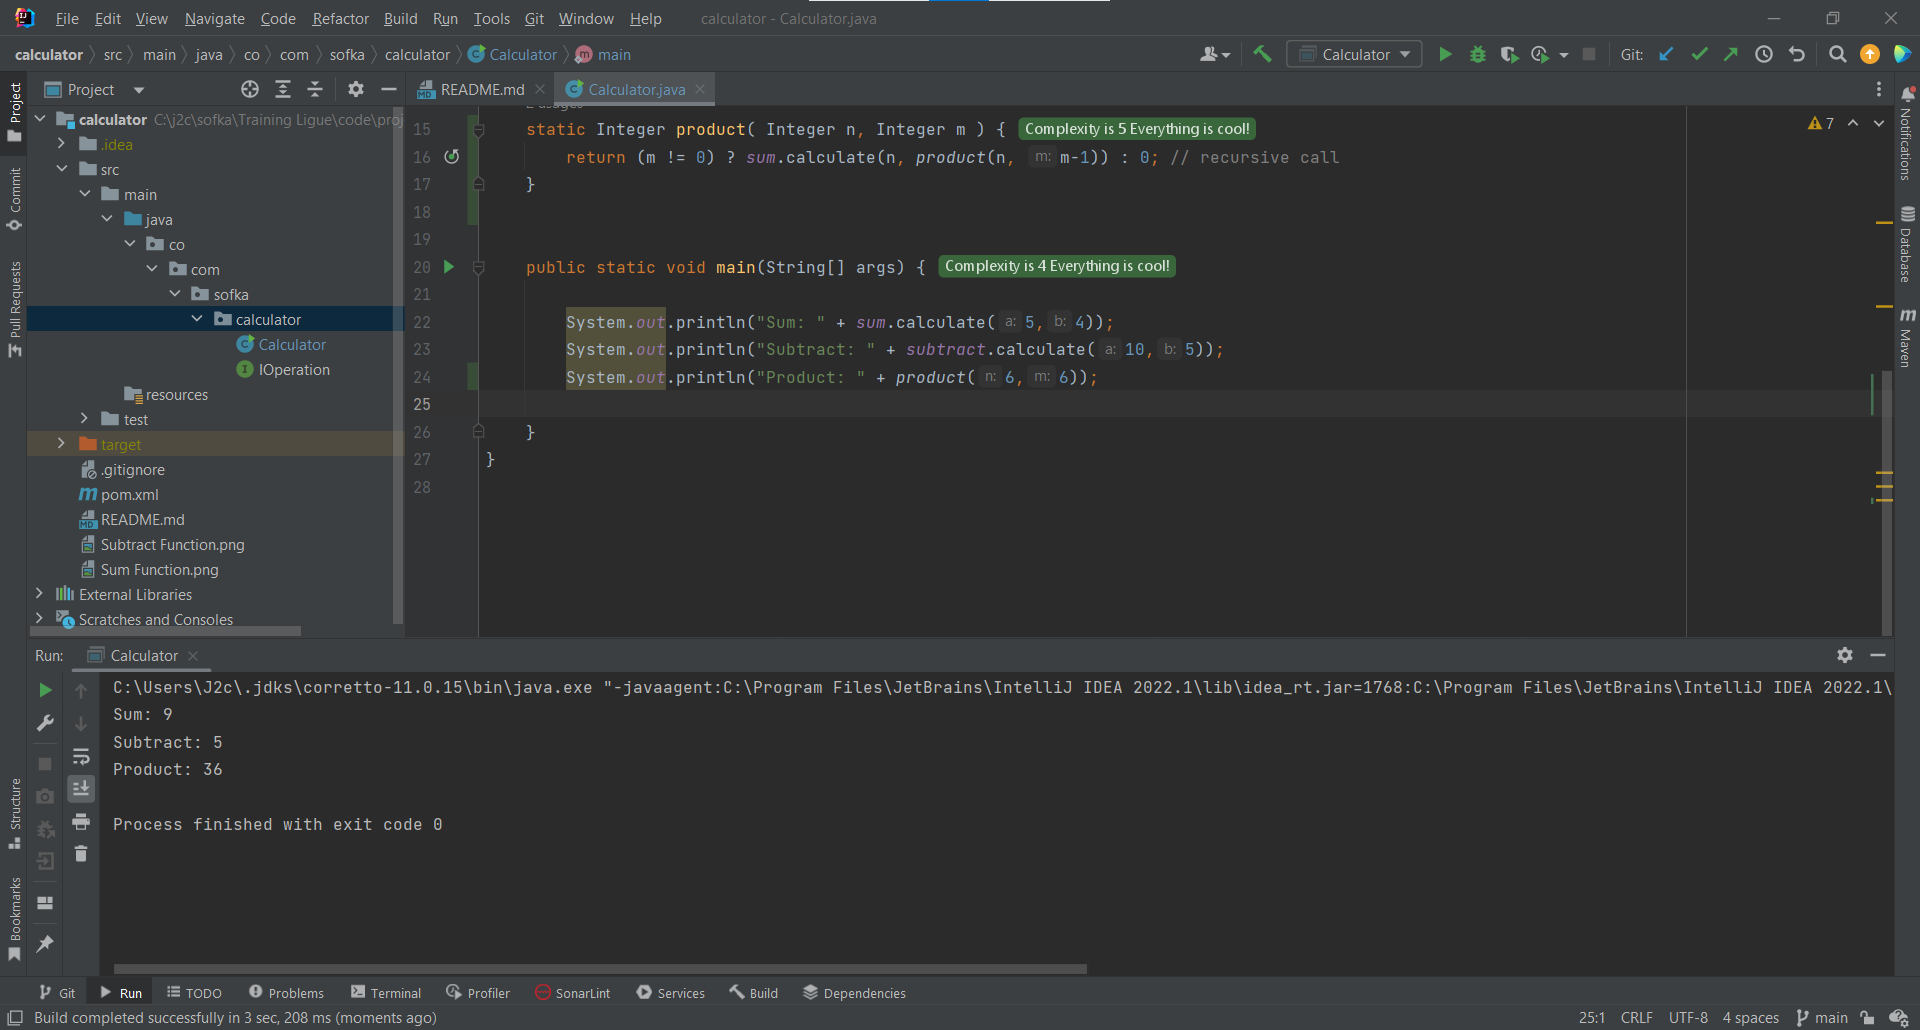 File Edit View Navigate Code Refactor Build Run Tools Git Window Help calculator - Calculator.java
calculator src main java co com sofka calculator Calculator main Calculator Git:
Project
README.md Calculator.java
Project
Commit
Pull Requests
Structure
Bookmarks
calculator C:\j2c\sofka\Training Ligue\code\proj
.idea
src
main
java
co
com
sofka
calculator
Calculator
IOperation
resources
test
target
.gitignore
pom.xml
README.md
Subtract Function.png
Sum Function.png
External Libraries
Scratches and Consoles
2 usages
15 static Integer product( Integer n, Integer m ) { Complexity is 5 Everything is cool!
16 return (m != 0) ? sum.calculate(n, product(n, m: m-1)) : 0; // recursive call
17 }
18
19
20 public static void main(String[] args) { Complexity is 4 Everything is cool!
21
22 System.out.println("Sum: " + sum.calculate( a: 5, b: 4));
23 System.out.println("Subtract: " + subtract.calculate( a: 10, b: 5));
24 System.out.println("Product: " + product( n: 6, m: 6));
25
26 }
27 }
28
7
Notifications
Database
m Maven
Run: Calculator
C:\Users\J2c\.jdks\corretto-11.0.15\bin\java.exe "-javaagent:C:\Program Files\JetBrains\IntelliJ IDEA 2022.1\lib\idea_rt.jar=1768:C:\Program Files\JetBrains\IntelliJ IDEA 2022.1\
Sum: 9
Subtract: 5
Product: 36
Process finished with exit code 0
Git Run TODO Problems Terminal Profiler SonarLint Services Build Dependencies
Build completed successfully in 3 sec, 208 ms (moments ago) 25:1 CRLF UTF-8 4 spaces main